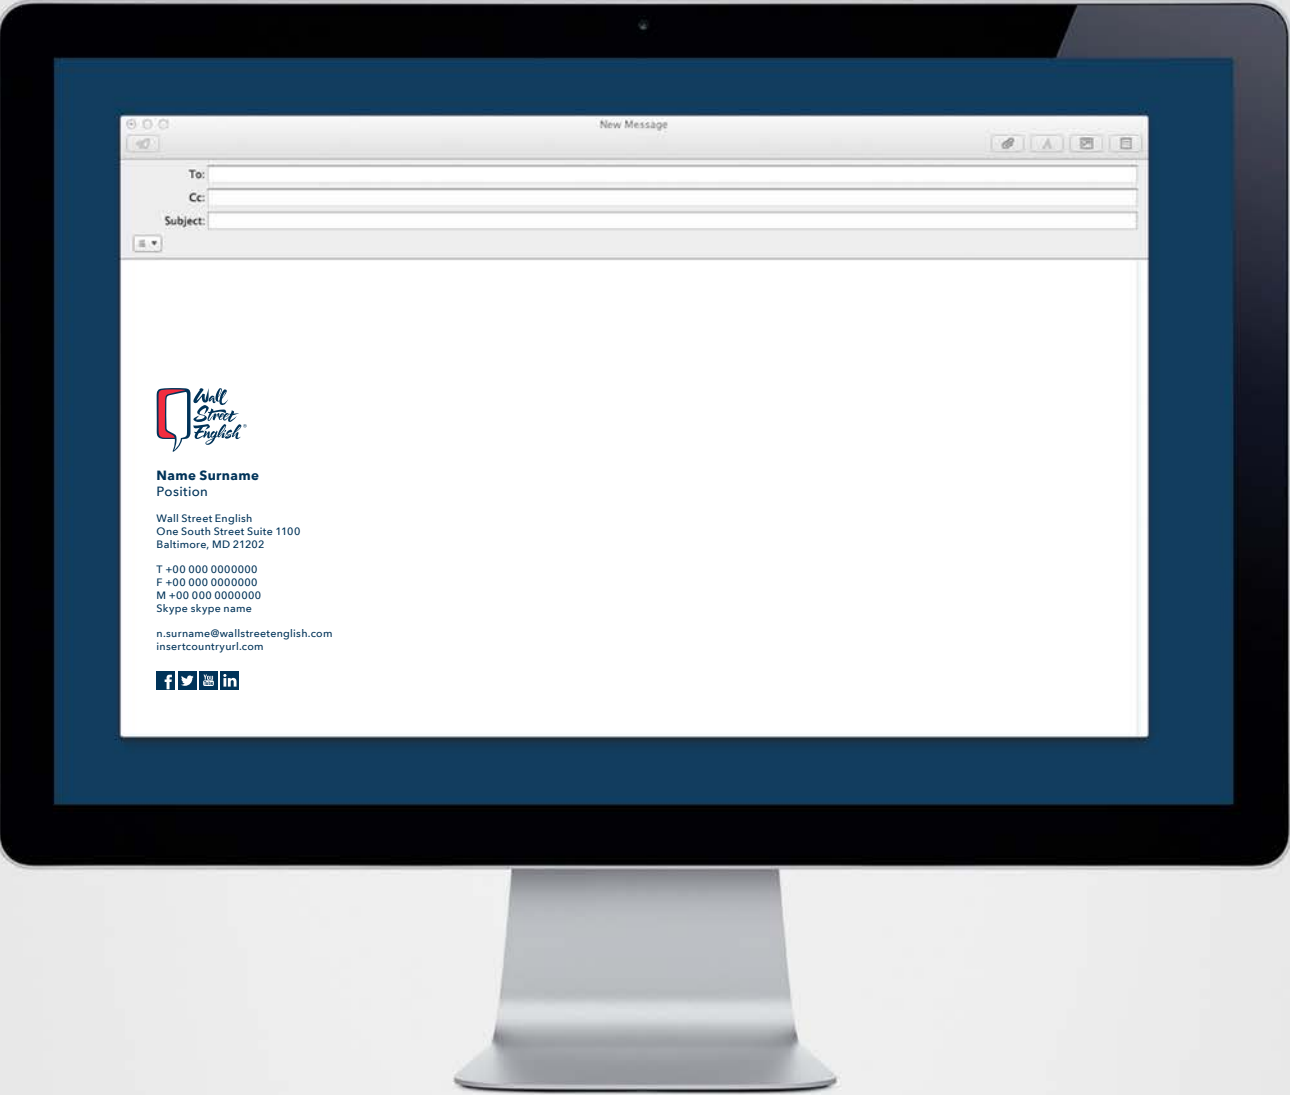 New Message
To:
Cc:
Subject:
Wall
Street
English®
Name Surname
Position
Wall Street English
One South Street Suite 1100
Baltimore, MD 21202
T +00 000 0000000
F +00 000 0000000
M +00 000 0000000
Skype skype name
n.surname@wallstreetenglish.com
insertcountryurl.com
f You in